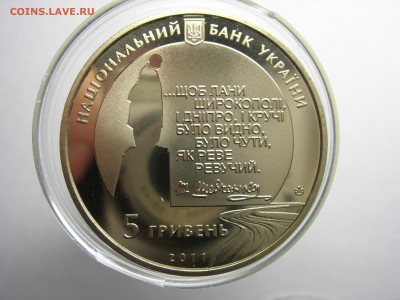 COINS.LAVE.RU
НАЦІОНАЛЬНИЙ БАНК УКРАЇНИ
...ЩОБ ЛАНИ
ШИРОКОПОЛІ,
І ДНІПРО, І КРУЧІ
БУЛО ВИДНО,
БУЛО ЧУТИ,
ЯК РЕВЕ
РЕВУЧИЙ.
Т. Шевченко
5 ГРИВЕНЬ
2011